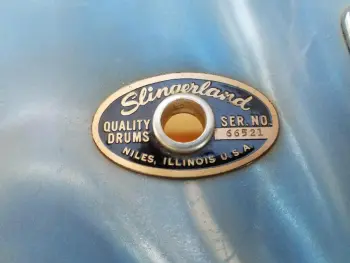 Slingerland
QUALITY
DRUMS
SER. NO.
66521
NILES, ILLINOIS U.S.A.